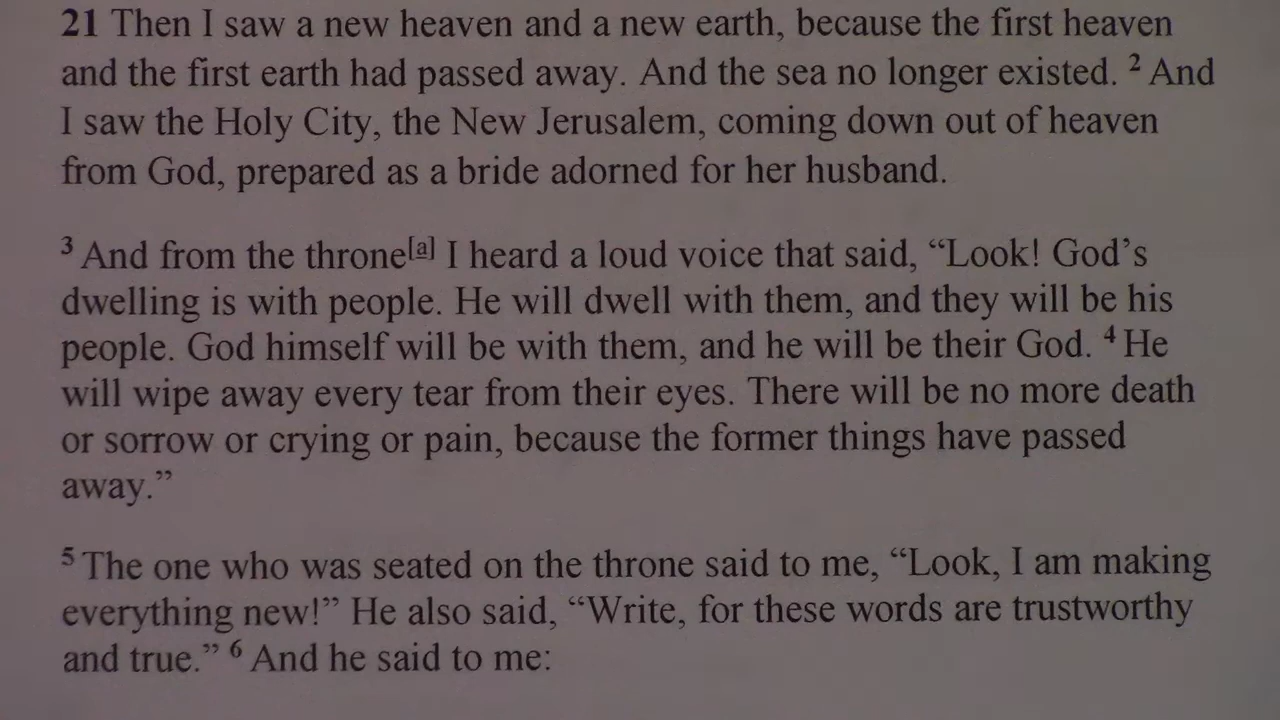 21 Then I saw a new heaven and a new earth, because the first heaven
and the first earth had passed away. And the sea no longer existed. 2 And
I saw the Holy City, the New Jerusalem, coming down out of heaven
from God, prepared as a bride adorned for her husband.
3 And from the throne[a] I heard a loud voice that said, “Look! God’s
dwelling is with people. He will dwell with them, and they will be his
people. God himself will be with them, and he will be their God. 4 He
will wipe away every tear from their eyes. There will be no more death
or sorrow or crying or pain, because the former things have passed
away.”
5 The one who was seated on the throne said to me, “Look, I am making
everything new!” He also said, “Write, for these words are trustworthy
and true.” 6 And he said to me: